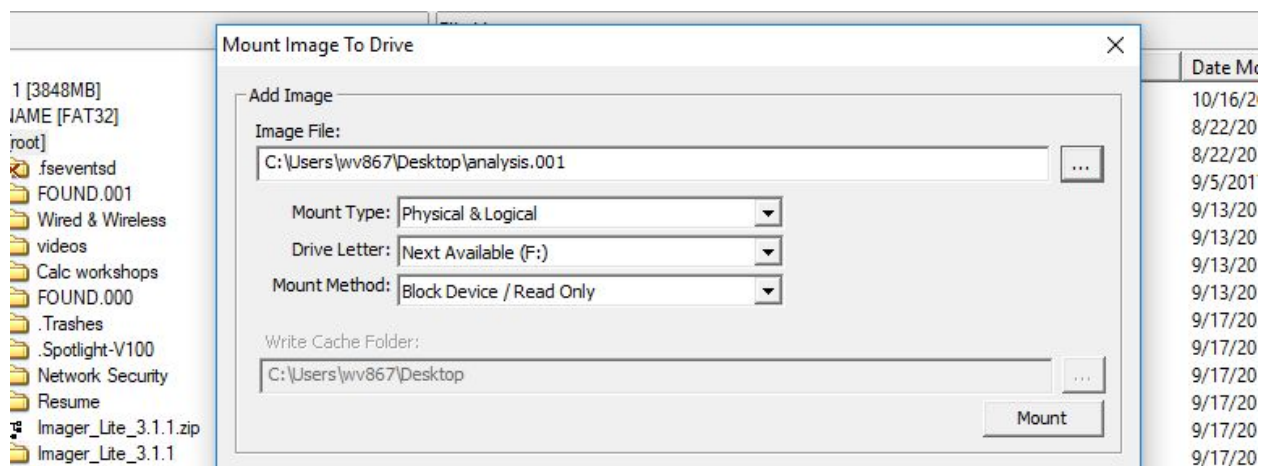 Mount Image To Drive
Add Image
Image File:
C:\Users\wv867\Desktop\analysis.001
...
Mount Type: Physical & Logical
Drive Letter: Next Available (F:)
Mount Method: Block Device / Read Only
Write Cache Folder:
C:\Users\wv867\Desktop
...
Mount
1 [3848MB]
NAME [FAT32]
[root]
.fseventsd
FOUND.001
Wired & Wireless
videos
Calc workshops
FOUND.000
.Trashes
.Spotlight-V100
Network Security
Resume
Imager_Lite_3.1.1.zip
Imager_Lite_3.1.1
Date Mo
10/16/2
8/22/20
8/22/20
9/5/201
9/13/20
9/13/20
9/13/20
9/13/20
9/17/20
9/17/20
9/17/20
9/17/20
9/17/20
9/17/20